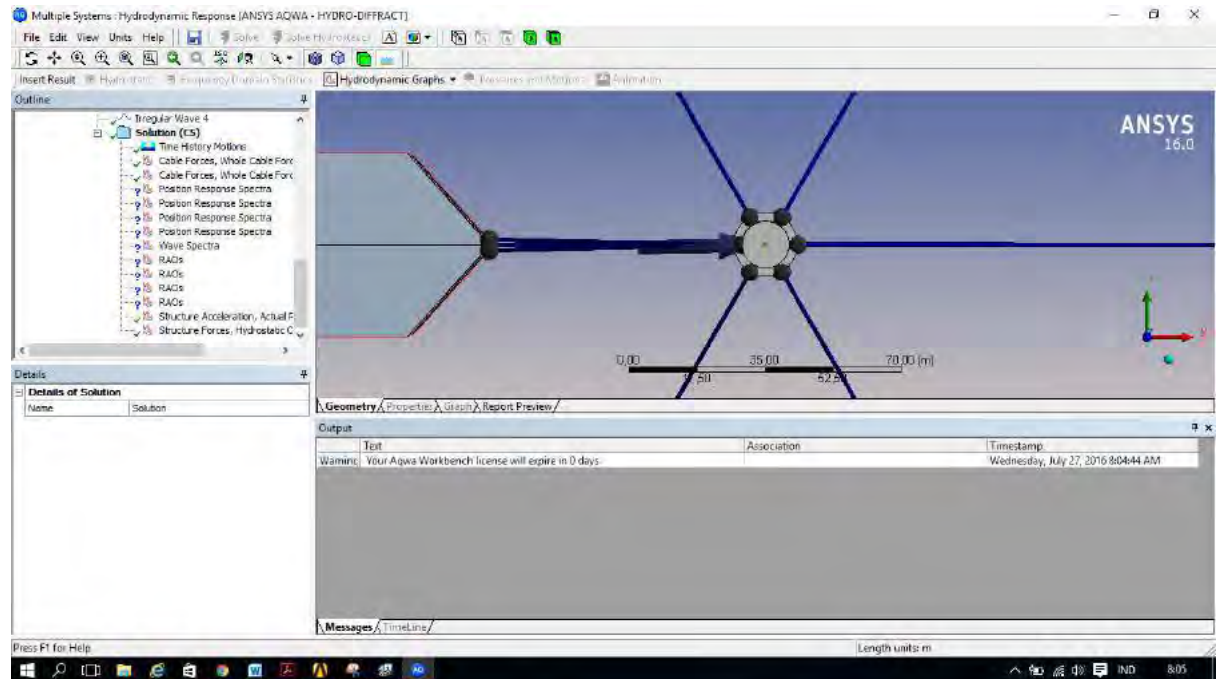 Multiple Systems : Hydrodynamic Response [ANSYS AQWA - HYDRO-DIFFRACT]
File Edit View Units Help Solve
Insert Result Hydrodynamic Graphs Animation
Outline
Irregular Wave 4
Solution (C5)
Time History Motions
Cable Forces, Whole Cable Forc
Cable Forces, Whole Cable Forc
Position Response Spectra
Position Response Spectra
Position Response Spectra
Position Response Spectra
Wave Spectra
RAOs
RAOs
RAOs
RAOs
Structure Acceleration, Actual F
Structure Forces, Hydrostatic C
ANSYS
16.0
0,00 35,00 70,00 (m)
52,50
Details
Details of Solution
Name Solution
Geometry Properties Graph Report Preview
Output
Text Association Timestamp
Warning Your Aqwa Workbench license will expire in 0 days Wednesday, July 27, 2016 8:04:44 AM
Messages TimeLine
Press F1 for Help Length units: m
IND 8:05